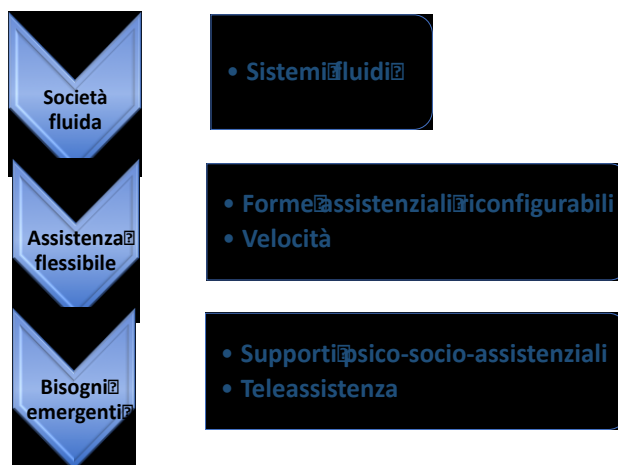 Società
fluida
• Sistemi fluidi
Assistenza
flessibile
• Forme assistenziali riconfigurabili
• Velocità
Bisogni
emergenti
• Supporti psico-socio-assistenziali
• Teleassistenza